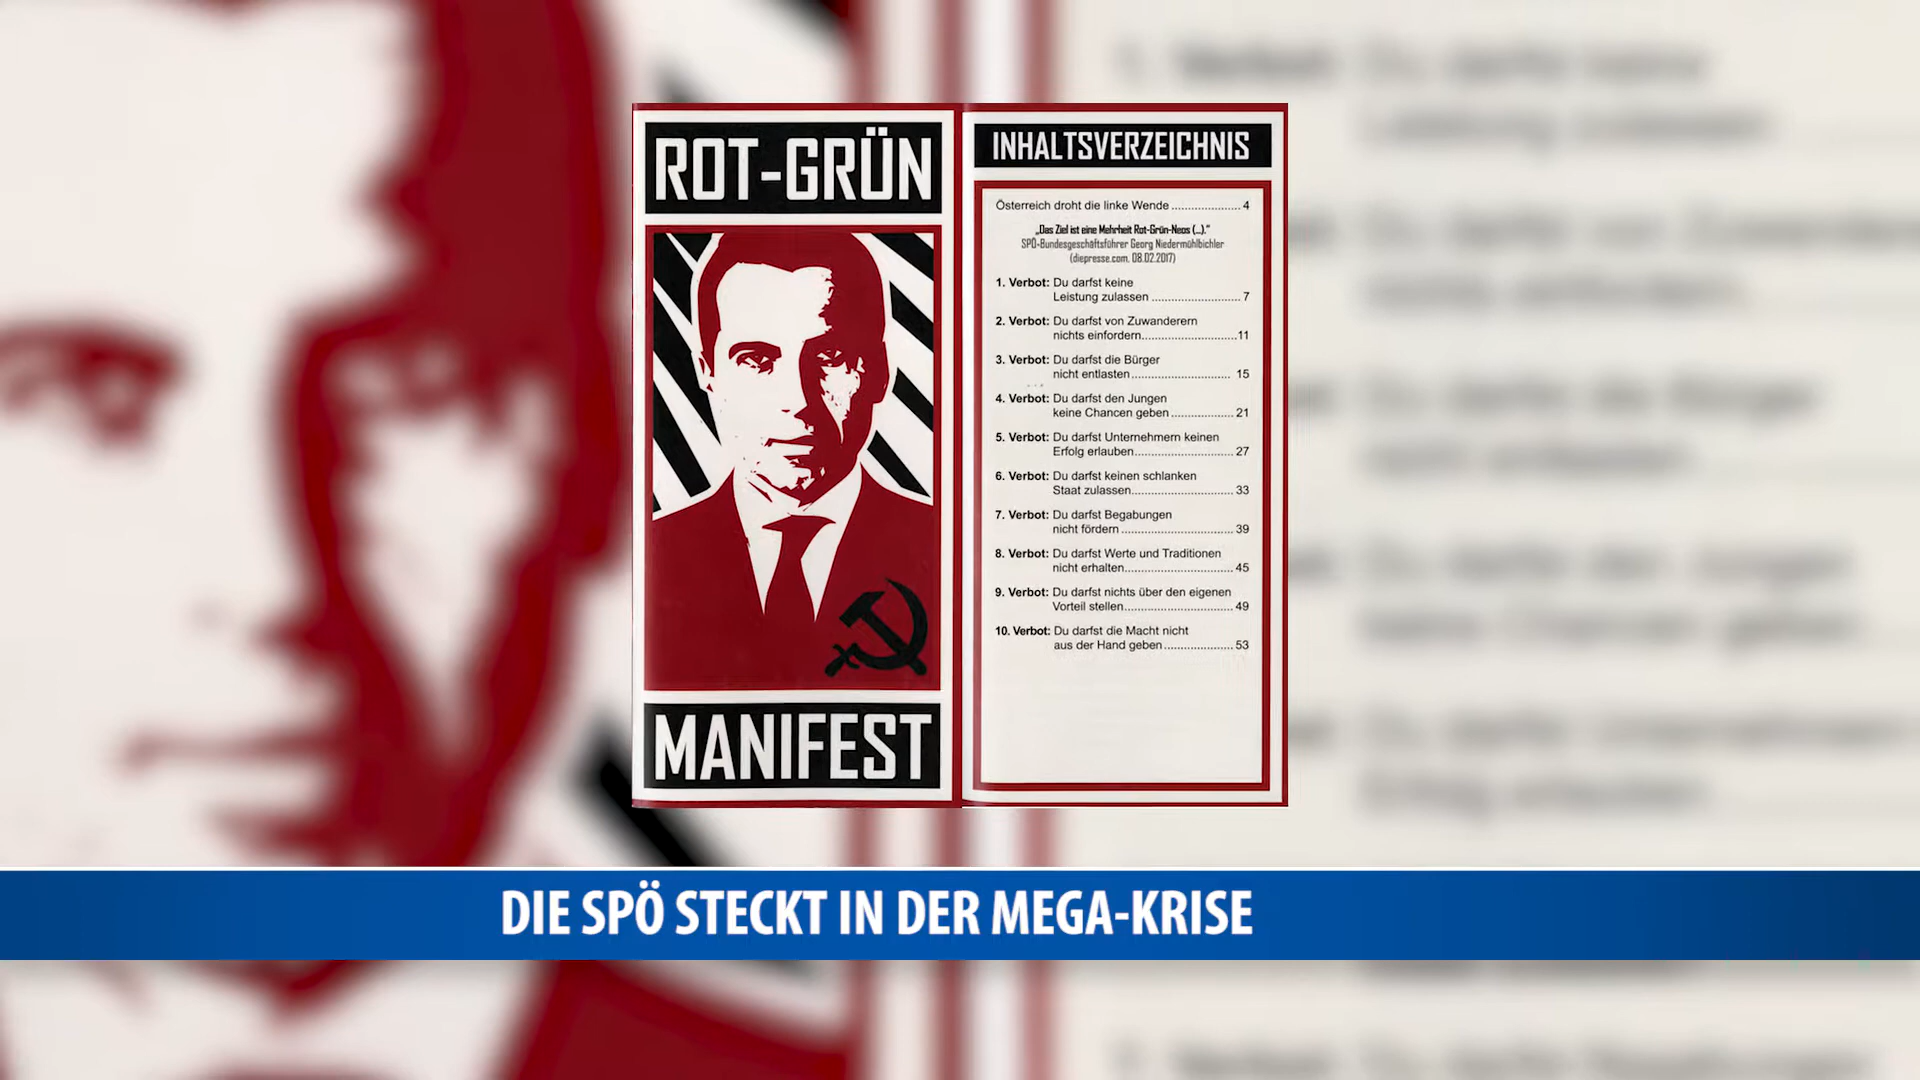 ROT-GRÜN
MANIFEST
INHALTSVERZEICHNIS
Österreich droht die linke Wende ..................... 4
„Das Ziel ist eine Mehrheit Rot-Grün-Neos (...).“
SPÖ-Bundesgeschäftsführer Georg Niedermühlbichler
(diepresse.com, 08.02.2017)
1. Verbot: Du darfst keine
Leistung zulassen ........................... 7
2. Verbot: Du darfst von Zuwanderern
nichts einfordern............................. 11
3. Verbot: Du darfst die Bürger
nicht entlasten .............................. 15
4. Verbot: Du darfst den Jungen
keine Chancen geben ................... 21
5. Verbot: Du darfst Unternehmern keinen
Erfolg erlauben.............................. 27
6. Verbot: Du darfst keinen schlanken
Staat zulassen............................... 33
7. Verbot: Du darfst Begabungen
nicht fördern .................................. 39
8. Verbot: Du darfst Werte und Traditionen
nicht erhalten................................. 45
9. Verbot: Du darfst nichts über den eigenen
Vorteil stellen................................. 49
10. Verbot: Du darfst die Macht nicht
aus der Hand geben ..................... 53
DIE SPÖ STECKT IN DER MEGA-KRISE